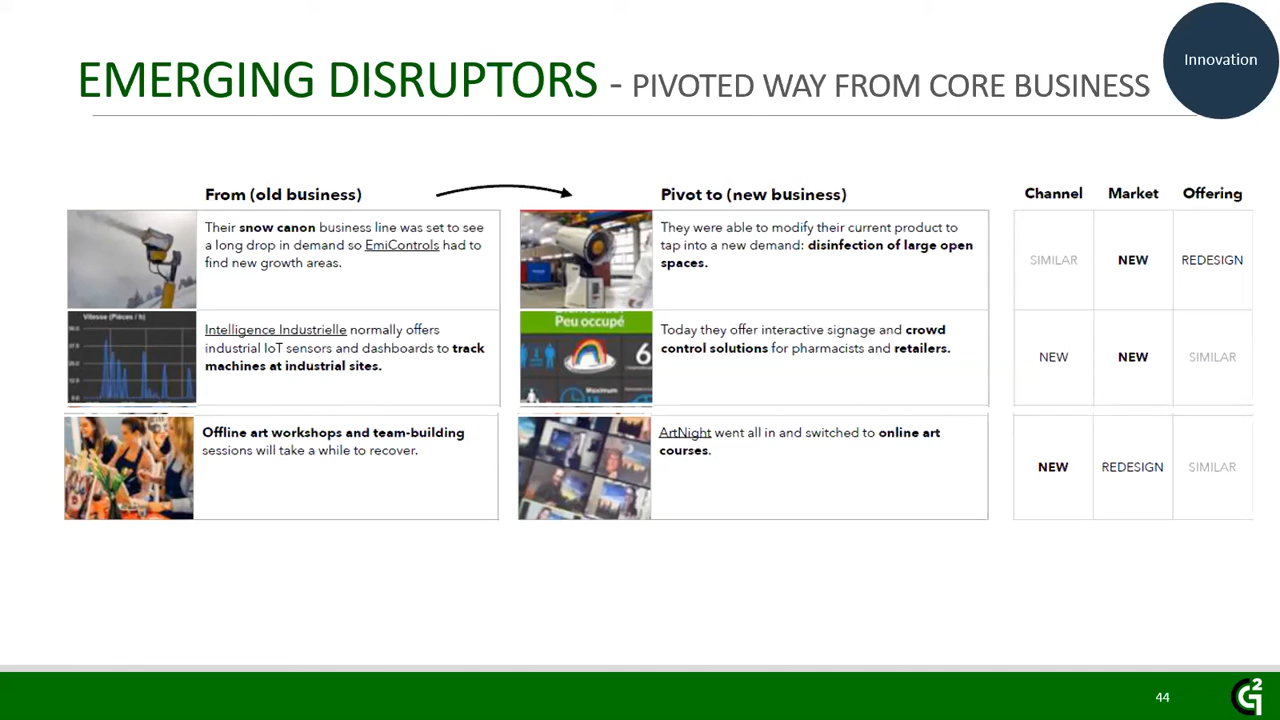 Innovation
EMERGING DISRUPTORS - PIVOTED WAY FROM CORE BUSINESS
From (old business)
Pivot to (new business)
Channel
Market
Offering
Their snow canon business line was set to see
a long drop in demand so EmiControls had to
find new growth areas.
They were able to modify their current product to
tap into a new demand: disinfection of large open
spaces.
SIMILAR
NEW
REDESIGN
Vitesse (Pièces / h)
Intelligence Industrielle normally offers
industrial IoT sensors and dashboards to track
machines at industrial sites.
Peu occupé
6
Maximum
Today they offer interactive signage and crowd
control solutions for pharmacists and retailers.
NEW
NEW
SIMILAR
Offline art workshops and team-building
sessions will take a while to recover.
ArtNight went all in and switched to online art
courses.
NEW
REDESIGN
SIMILAR
44
G2